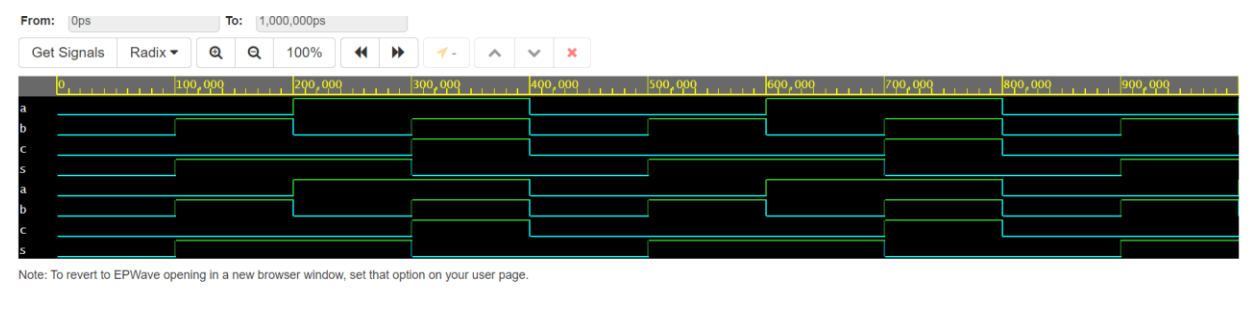 From: 0ps To: 1,000,000ps
Get Signals Radix 100% -
0 100,000 200,000 300,000 400,000 500,000 600,000 700,000 800,000 900,000
a
b
c
s
a
b
c
s
Note: To revert to EPWave opening in a new browser window, set that option on your user page.